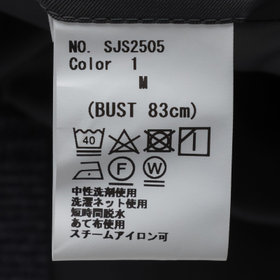 NO. SJS2505
Color 1
M
(BUST 83cm)
40
F W
中性洗剤使用
洗濯ネット使用
短時間脱水
あて布使用
スチームアイロン可